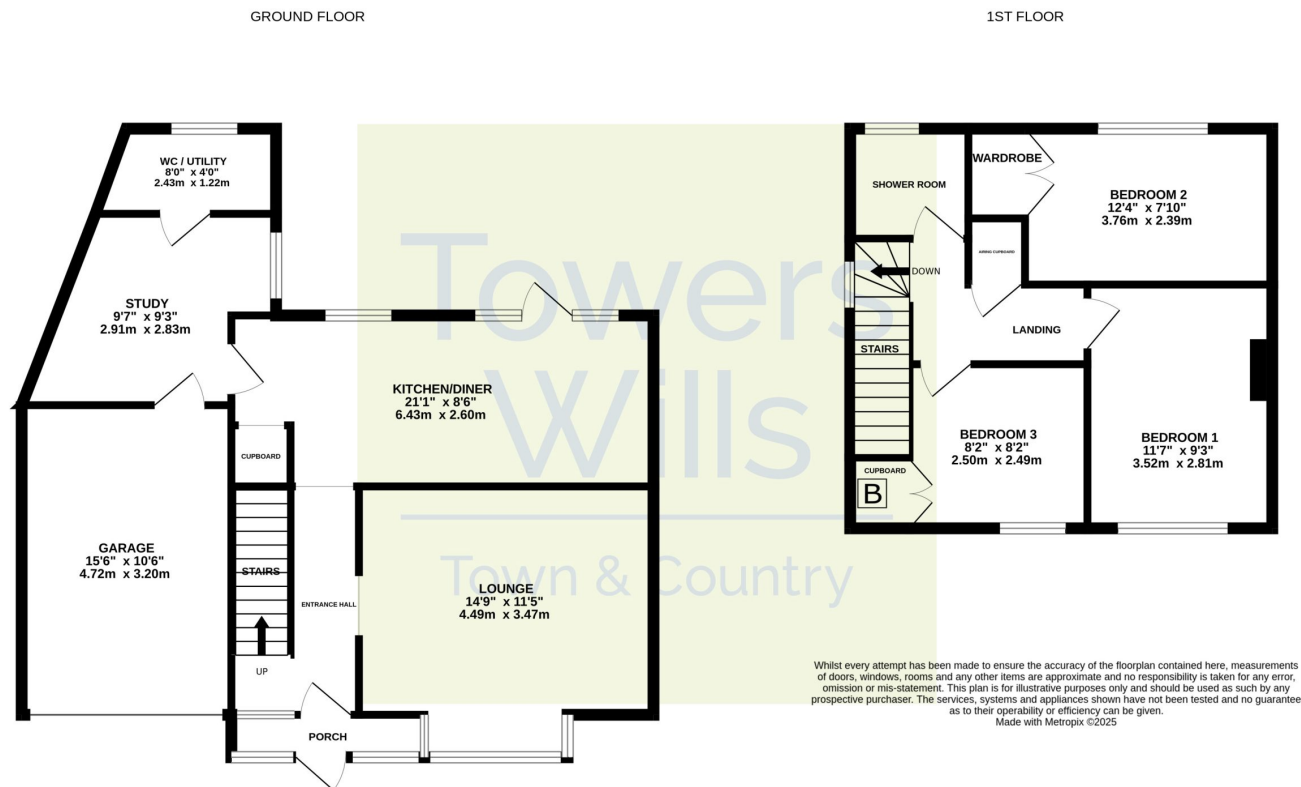 GROUND FLOOR
1ST FLOOR
WC / UTILITY
8'0" x 4'0"
2.43m x 1.22m
STUDY
9'7" x 9'3"
2.91m x 2.83m
KITCHEN/DINER
21'1" x 8'6"
6.43m x 2.60m
CUPBOARD
GARAGE
15'6" x 10'6"
4.72m x 3.20m
STAIRS
UP
ENTRANCE HALL
LOUNGE
14'9" x 11'5"
4.49m x 3.47m
PORCH
Towers
Wills
Town & Country
SHOWER ROOM
WARDROBE
BEDROOM 2
12'4" x 7'10"
3.76m x 2.39m
AIRING CUPBOARD
DOWN
LANDING
STAIRS
BEDROOM 3
8'2" x 8'2"
2.50m x 2.49m
BEDROOM 1
11'7" x 9'3"
3.52m x 2.81m
CUPBOARD
B
Whilst every attempt has been made to ensure the accuracy of the floorplan contained here, measurements
of doors, windows, rooms and any other items are approximate and no responsibility is taken for any error,
omission or mis-statement. This plan is for illustrative purposes only and should be used as such by any
prospective purchaser. The services, systems and appliances shown have not been tested and no guarantee
as to their operability or efficiency can be given.
Made with Metropix ©2025